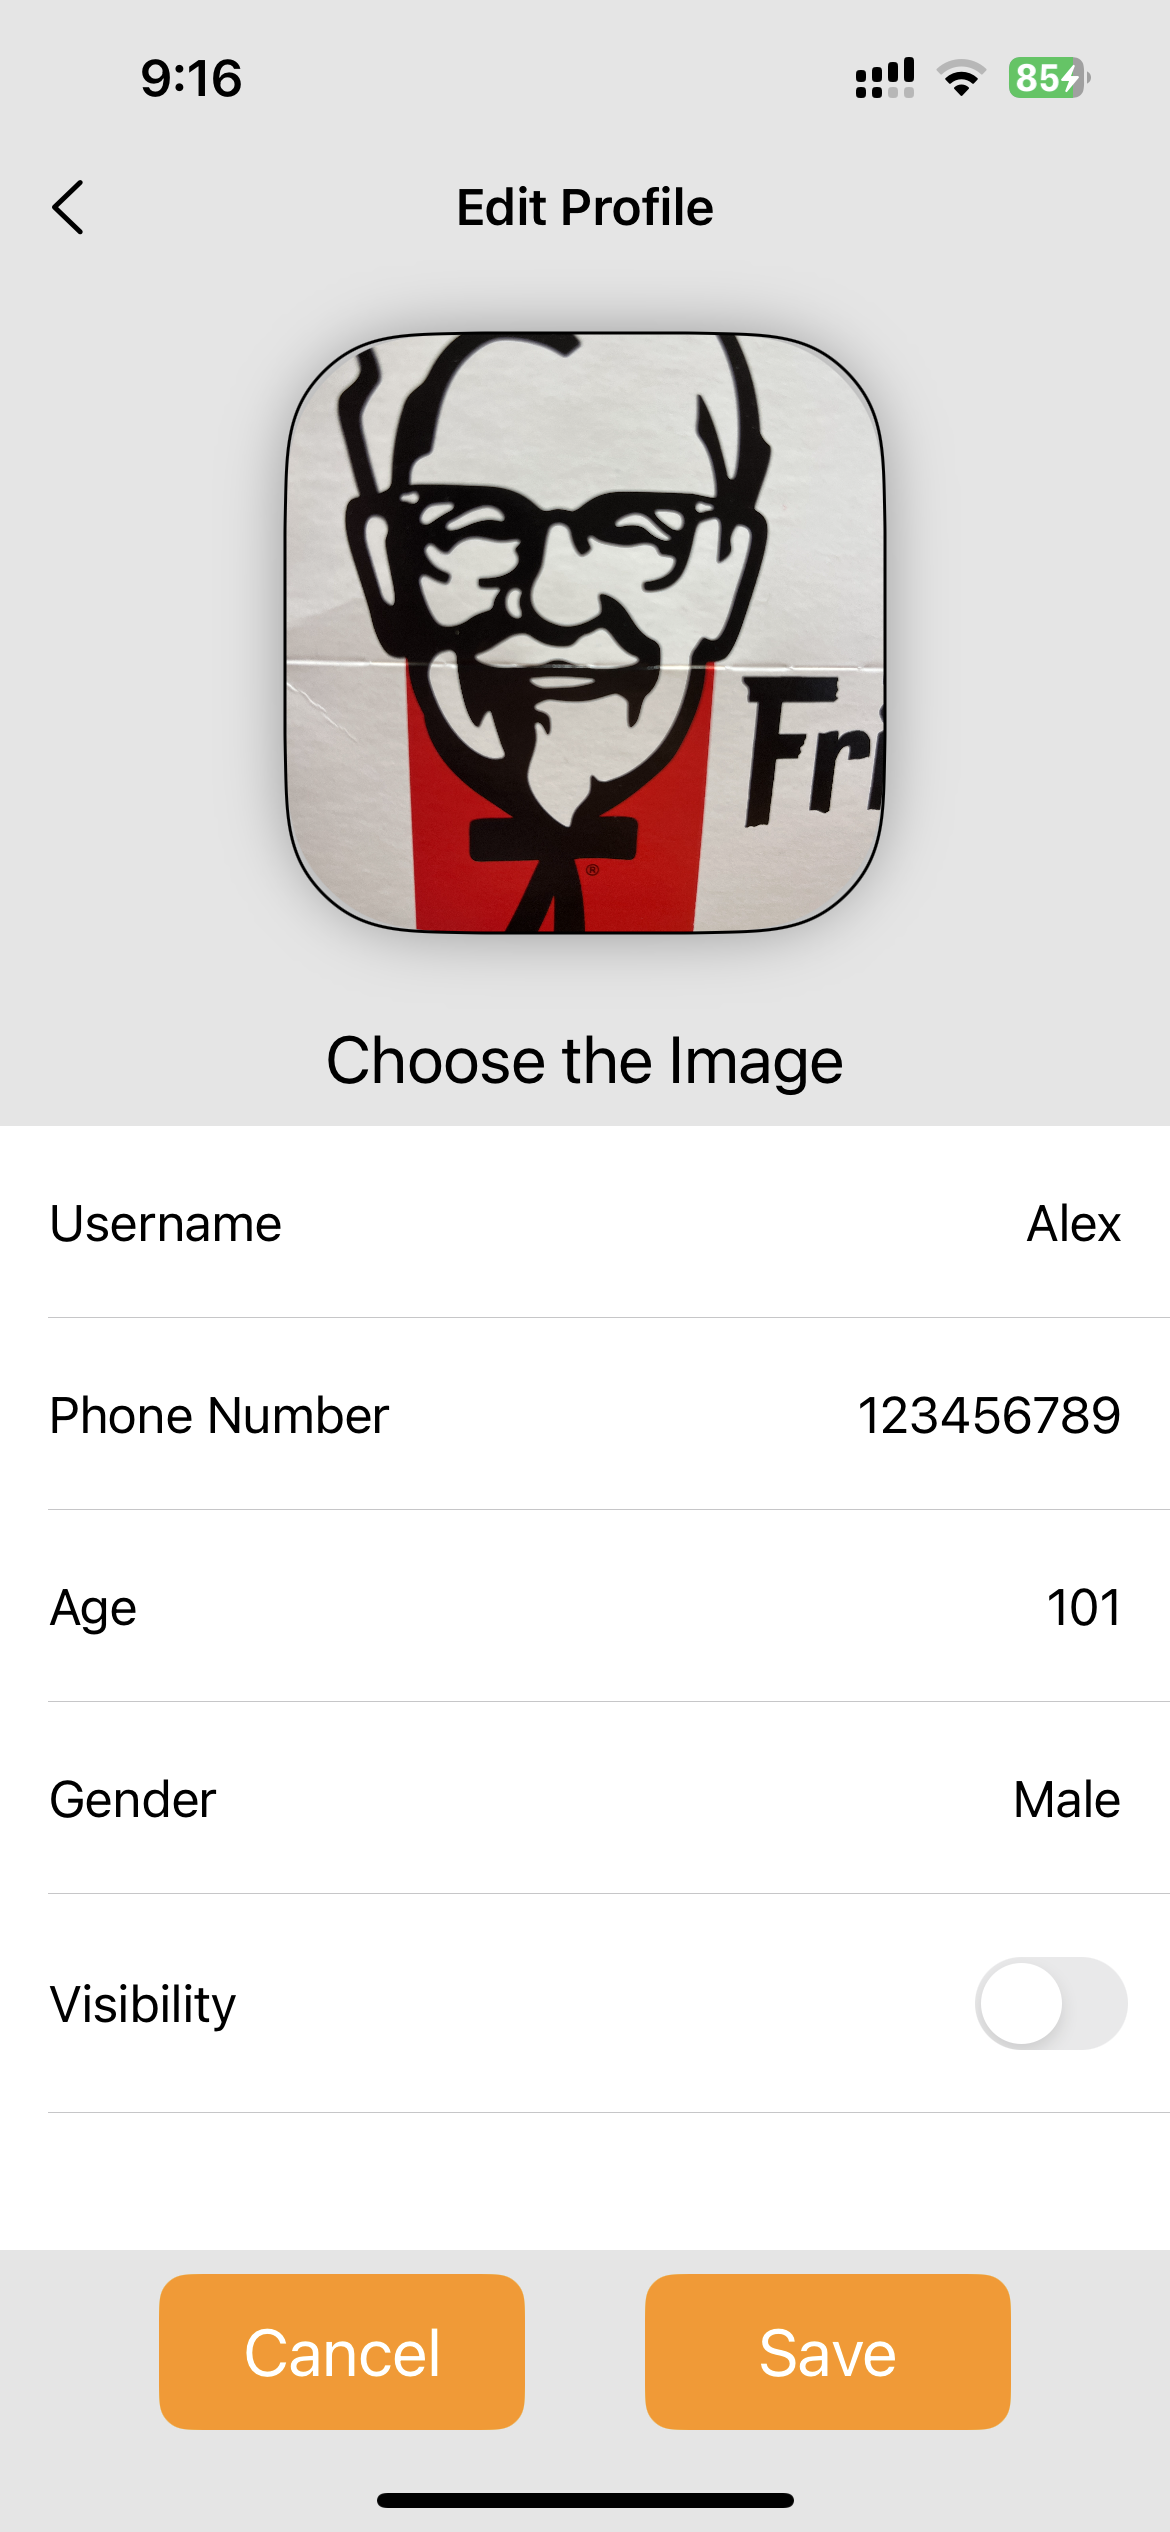 9:16
85
Edit Profile
Fri
®
Choose the Image
Username Alex
Phone Number 123456789
Age 101
Gender Male
Visibility
Cancel Save